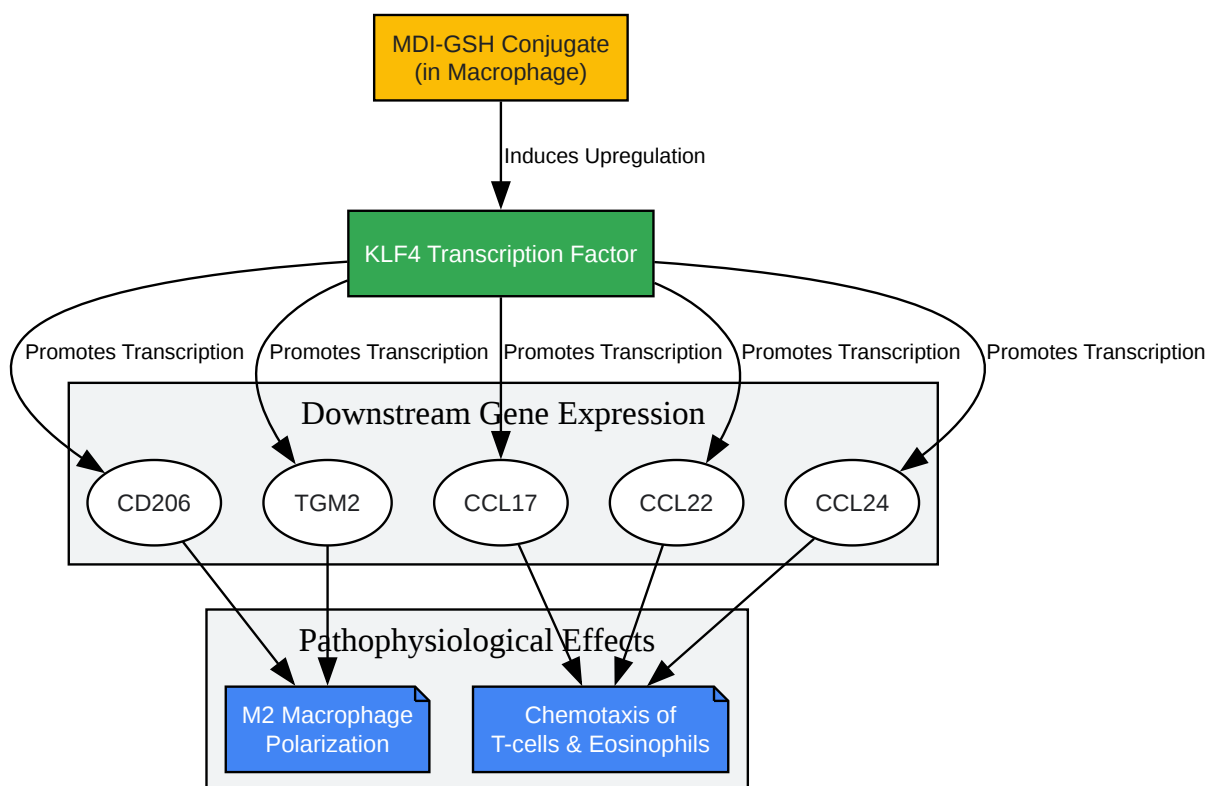 MDI-GSH Conjugate
(in Macrophage)
Induces Upregulation
KLF4 Transcription Factor
Promotes Transcription
Promotes Transcription
Promotes Transcription
Promotes Transcription
Promotes Transcription
Downstream Gene Expression
CD206
TGM2
CCL17
CCL22
CCL24
Pathophysiological Effects
M2 Macrophage
Polarization
Chemotaxis of
T-cells & Eosinophils